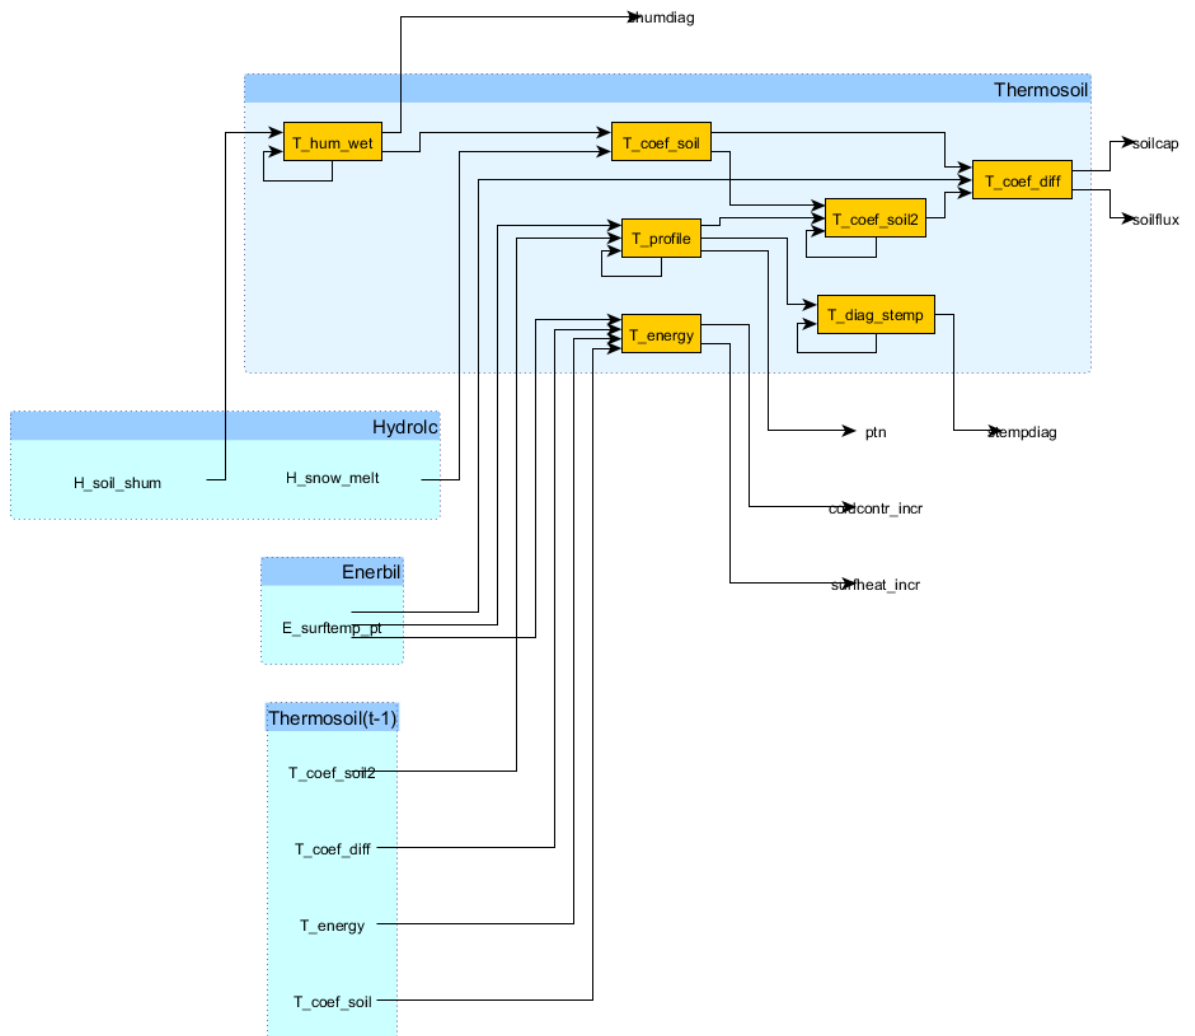 shumdiag
Thermosoil
T_hum_wet
T_coef_soil
soilcap
T_coef_diff
T_coef_soil2
soilflux
T_profile
T_diag_stemp
T_energy
Hydrolc
ptn
stempdiag
H_soil_shum
H_snow_melt
coldcontr_incr
Enerbil
surfheat_incr
E_surftemp_pt
Thermosoil(t-1)
T_coef_soil2
T_coef_diff
T_energy
T_coef_soil